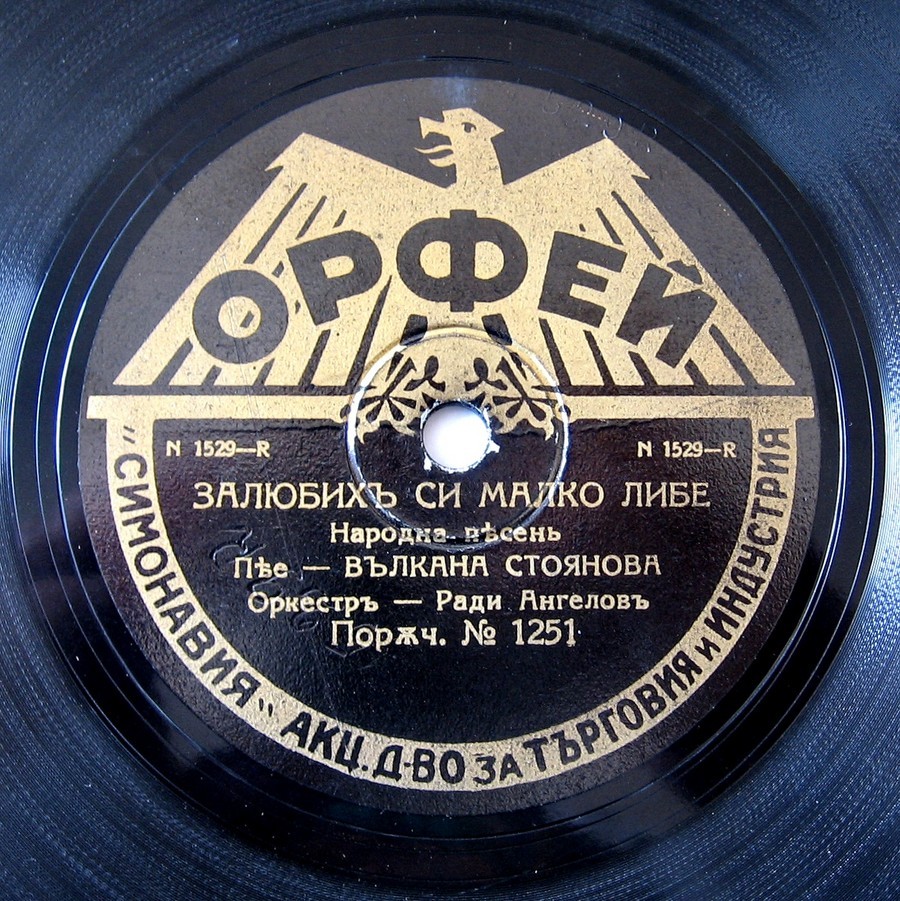 ОРФЕЙ
N 1529—R N 1529—R
ЗАЛЮБИХЪ СИ МАЛКО ЛИБЕ
Народна пѣсень
Пѣе — ВЪЛКАНА СТОЯНОВА
Оркестръ — Ради Ангеловъ
Порѫч. № 1251
"СИМОНАВИЯ" АКЦ. Д-ВО ЗА ТЪРГОВИЯ и ИНДУСТРИЯ